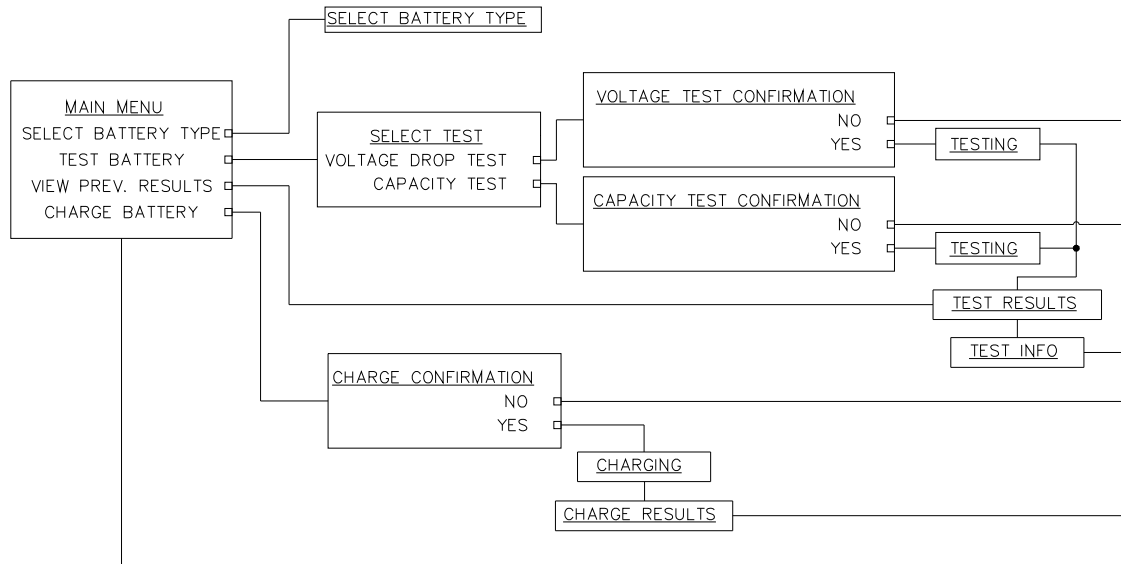 SELECT BATTERY TYPE
MAIN MENU
SELECT BATTERY TYPE
TEST BATTERY
VIEW PREV. RESULTS
CHARGE BATTERY
SELECT TEST
VOLTAGE DROP TEST
CAPACITY TEST
VOLTAGE TEST CONFIRMATION
NO
YES
TESTING
CAPACITY TEST CONFIRMATION
NO
YES
TESTING
TEST RESULTS
TEST INFO
CHARGE CONFIRMATION
NO
YES
CHARGING
CHARGE RESULTS